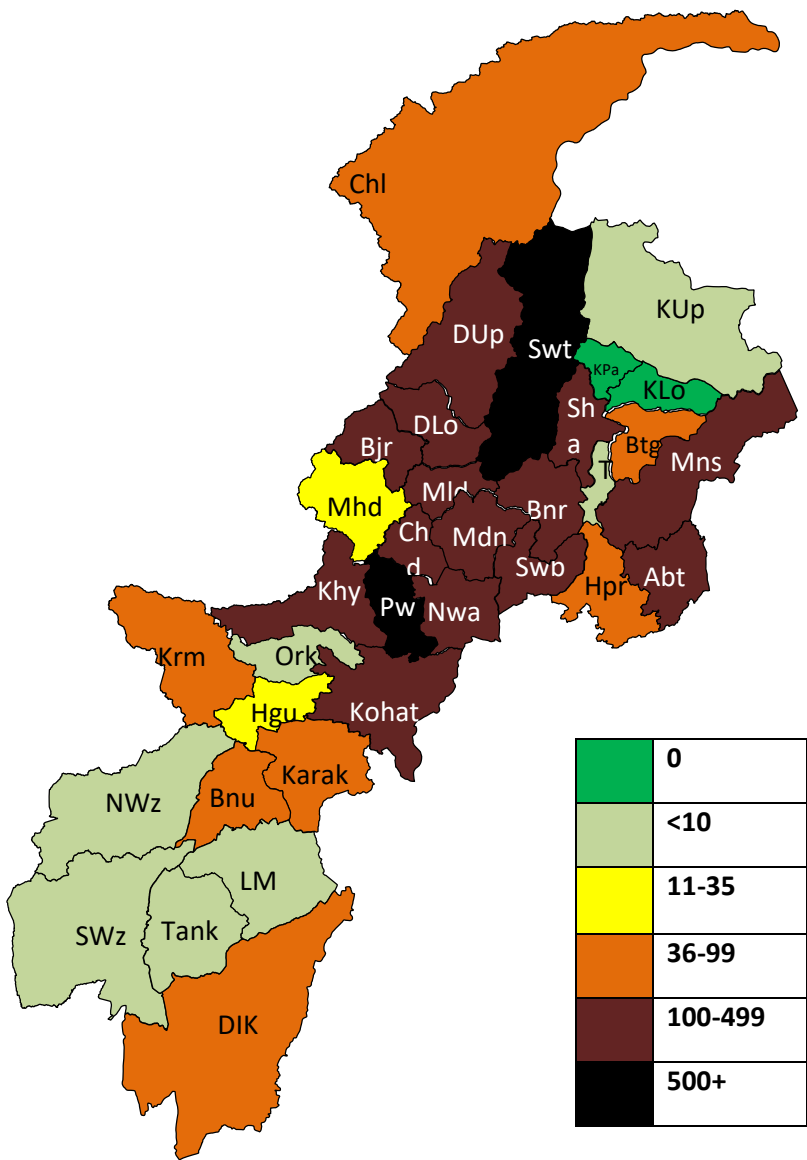 Chl
KUp
DUp
Swt
KPa
KLo
Sh
a
DLo
Btg
Bjr
Mns
T
Mld
Mhd
Bnr
Ch
d
Mdn
Swb
Abt
Hpr
Khy
Pw
Nwa
Krm
Ork
Hgu
Kohat
Karak
NWz
Bnu
LM
SWz
Tank
DIK
0
<10
11-35
36-99
100-499
500+